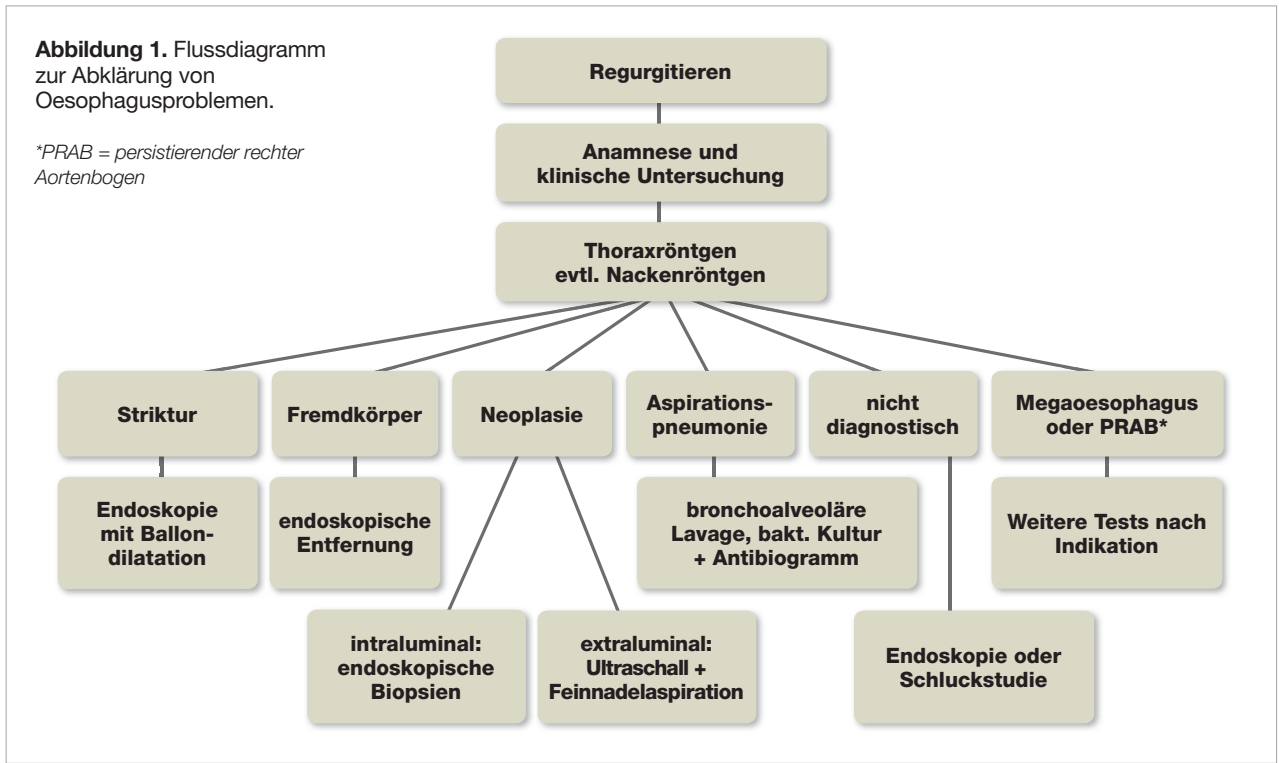 Abbildung 1. Flussdiagramm
zur Abklärung von
Oesophagusproblemen.
*PRAB = persistierender rechter
Aortenbogen
Regurgitieren
Anamnese und
klinische Untersuchung
Thoraxröntgen
evtl. Nackenröntgen
Striktur
Fremdkörper
Neoplasie
Aspirations-
pneumonie
nicht
diagnostisch
Megaoesophagus
oder PRAB*
Endoskopie
mit Ballon-
dilatation
endoskopische
Entfernung
bronchoalveoläre
Lavage, bakt. Kultur
+ Antibiogramm
Weitere Tests nach
Indikation
intraluminal:
endoskopische
Biopsien
extraluminal:
Ultraschall +
Feinnadelaspiration
Endoskopie oder
Schluckstudie